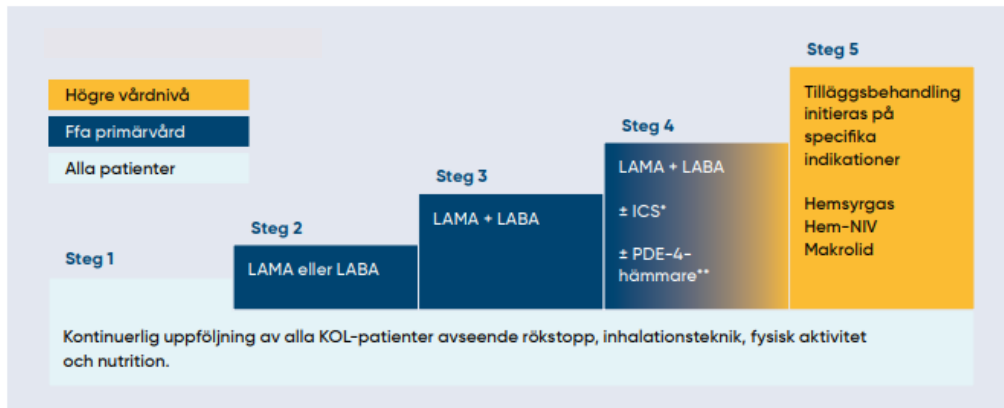 Högre vårdnivå
Ffa primärvård
Alla patienter
Steg 1
Steg 2
LAMA eller LABA
Steg 3
LAMA + LABA
Steg 4
LAMA + LABA
± ICS*
± PDE-4-
hämmare**
Steg 5
Tilläggsbehandling
initieras på
specifika
indikationer
Hemsyrgas
Hem-NIV
Makrolid
Kontinuerlig uppföljning av alla KOL-patienter avseende rökstopp, inhalationsteknik, fysisk aktivitet
och nutrition.